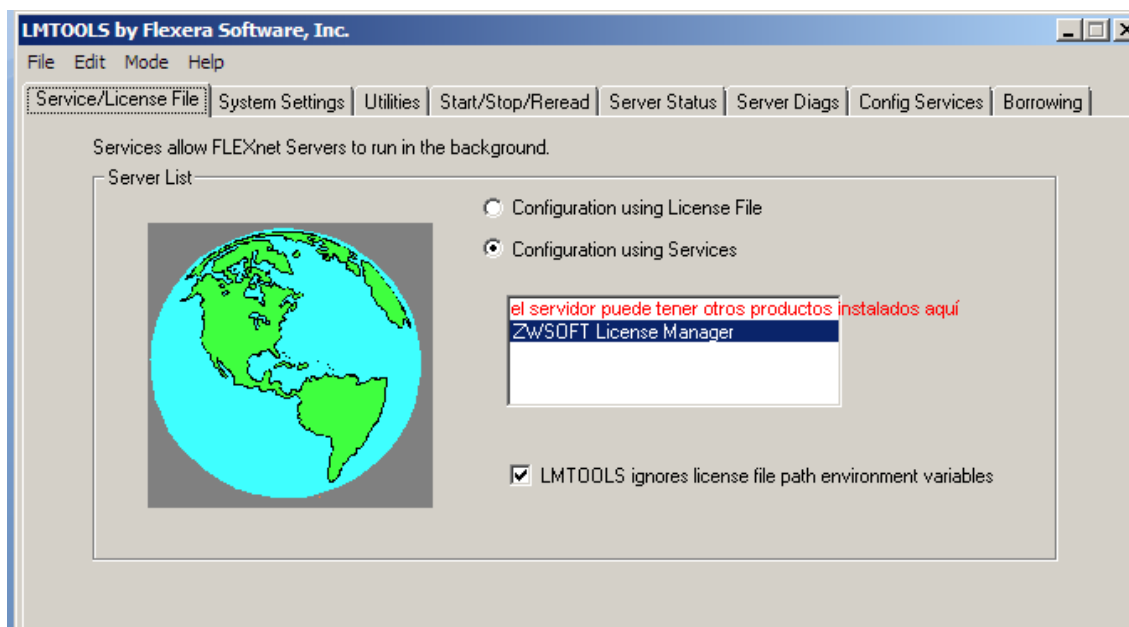 LMTOOLS by Flexera Software, Inc.
File Edit Mode Help
Service/License File System Settings Utilities Start/Stop/Reread Server Status Server Diags Config Services Borrowing
Services allow FLEXnet Servers to run in the background.
Server List
Configuration using License File
Configuration using Services
el servidor puede tener otros productos instalados aquí
ZWSOFT License Manager
LMTOOLS ignores license file path environment variables